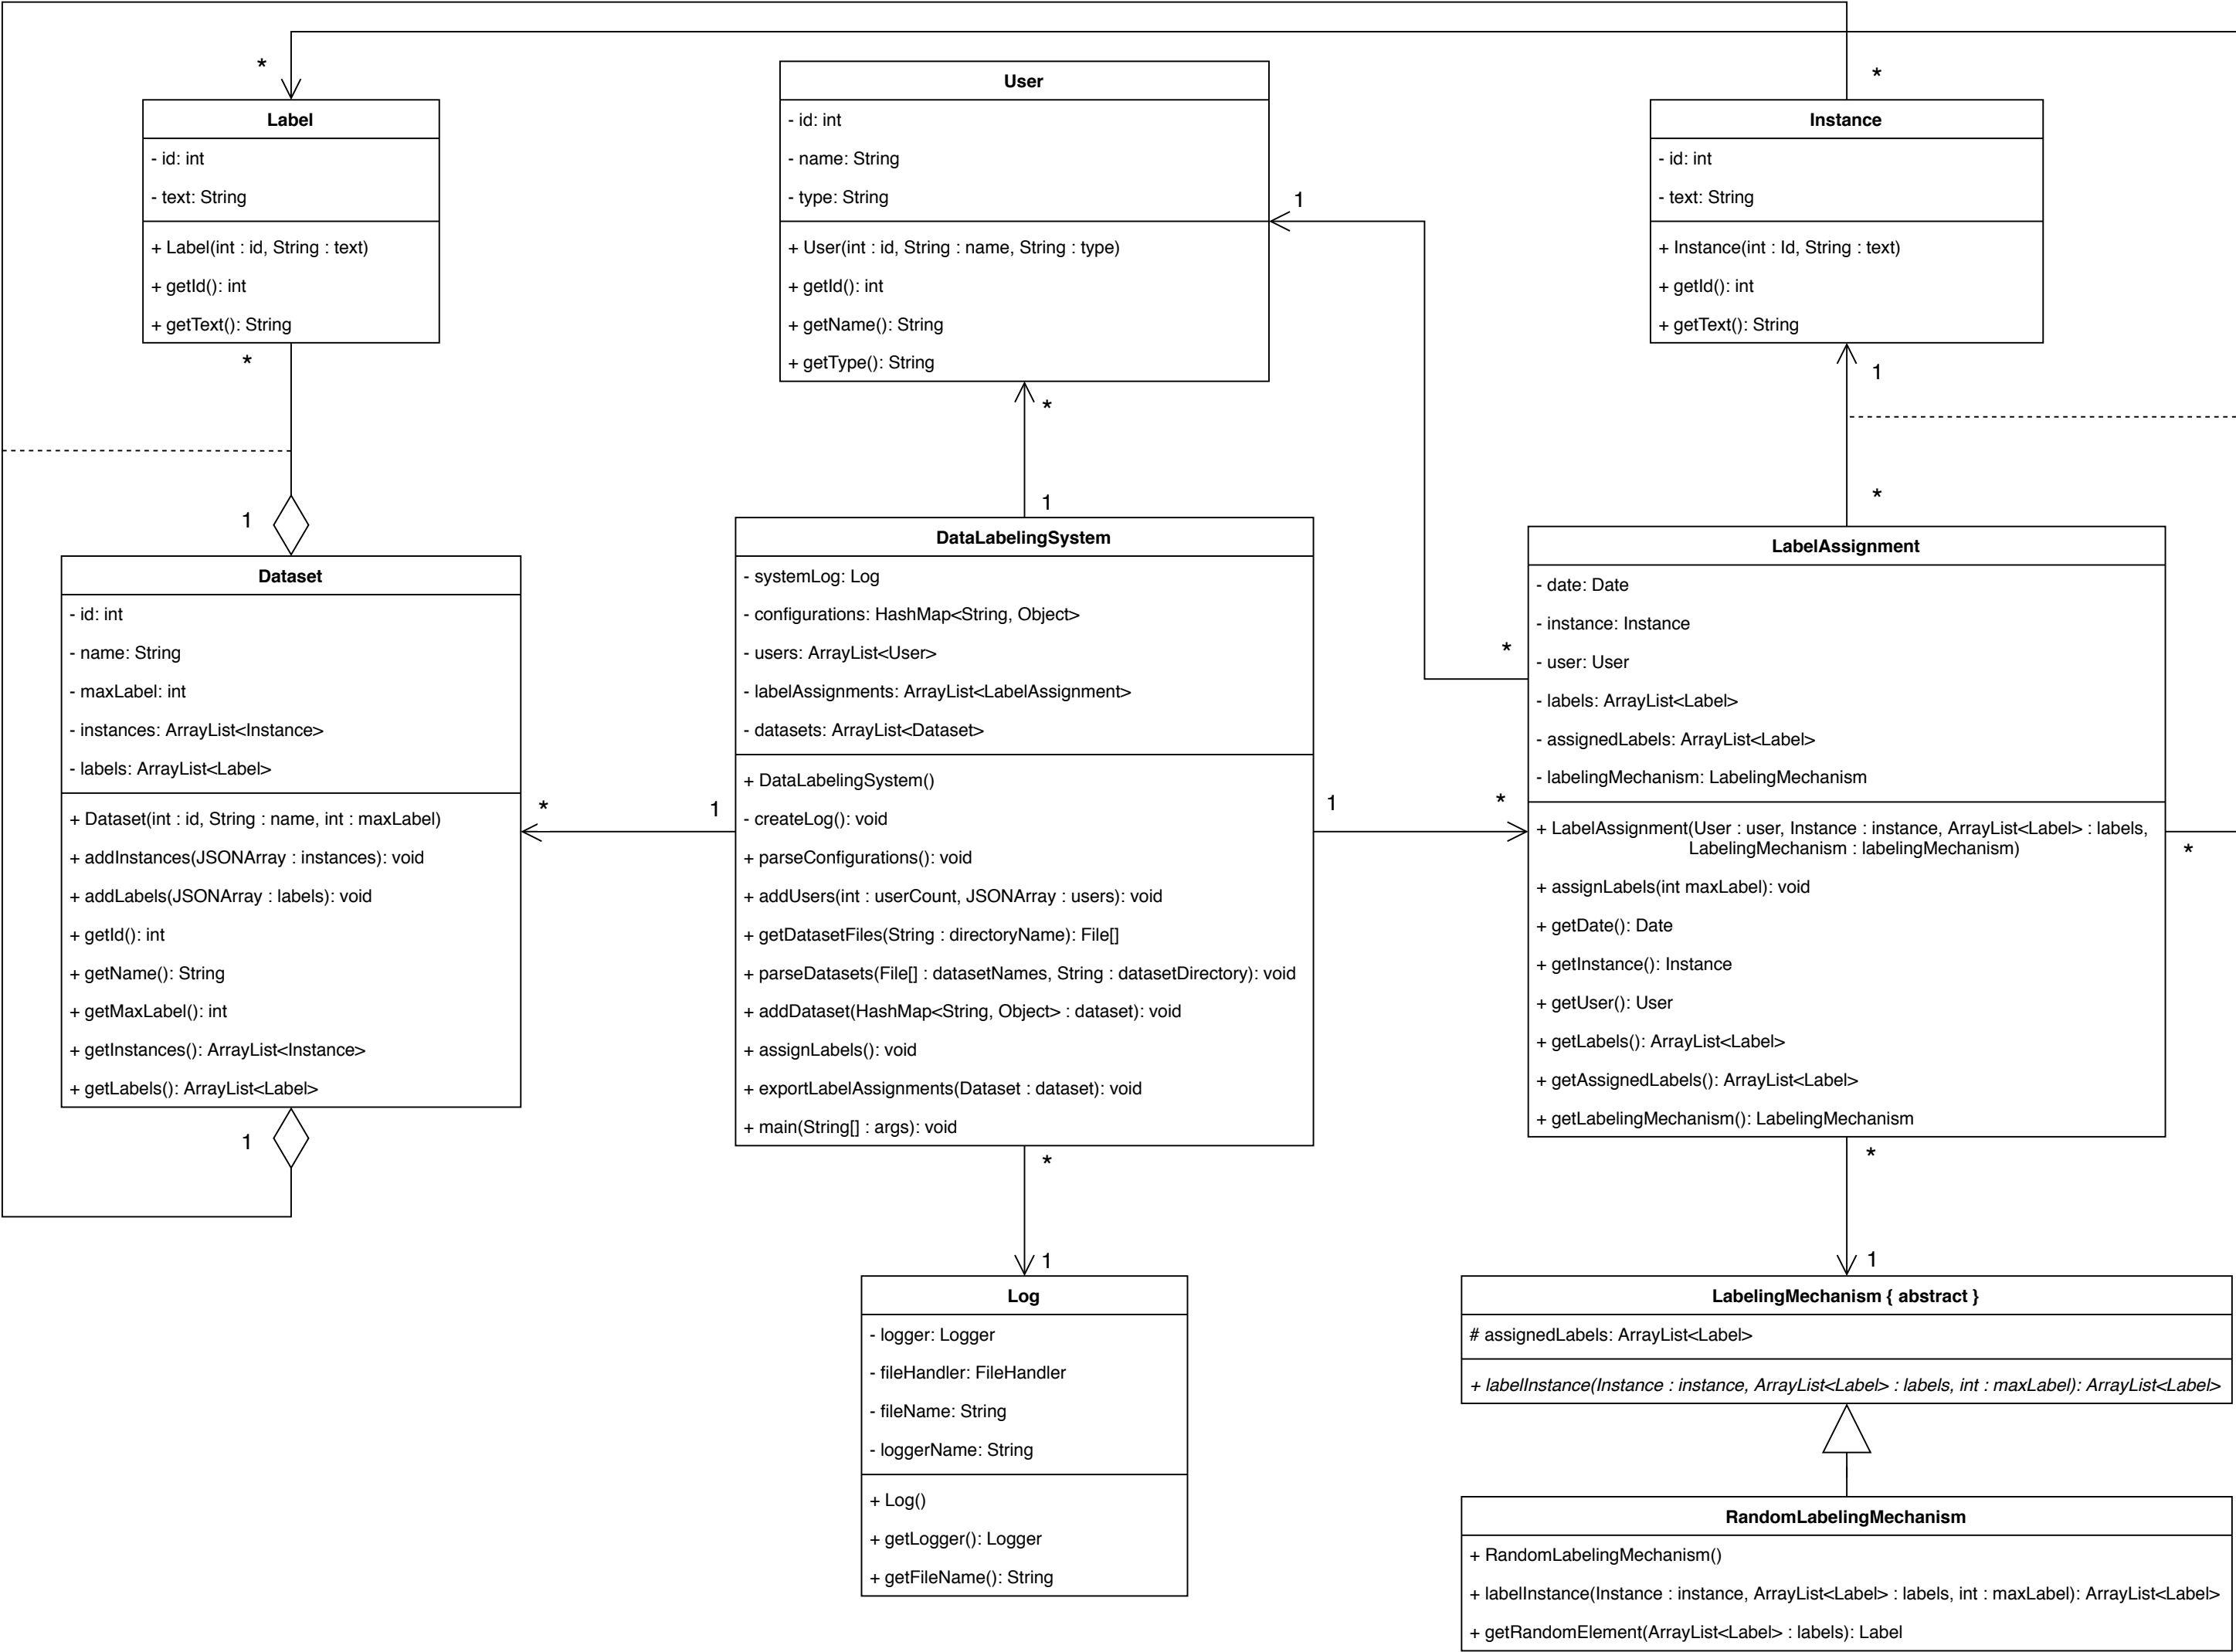 *
*
Label
- id: int
- text: String
+ Label(int : id, String : text)
+ getId(): int
+ getText(): String
*
1
User
- id: int
- name: String
- type: String
+ User(int : id, String : name, String : type)
+ getId(): int
+ getName(): String
+ getType(): String
1
*
1
Instance
- id: int
- text: String
+ Instance(int : Id, String : text)
+ getId(): int
+ getText(): String
1
*
Dataset
- id: int
- name: String
- maxLabel: int
- instances: ArrayList<Instance>
- labels: ArrayList<Label>
+ Dataset(int : id, String : name, int : maxLabel)
+ addInstances(JSONArray : instances): void
+ addLabels(JSONArray : labels): void
+ getId(): int
+ getName(): String
+ getMaxLabel(): int
+ getInstances(): ArrayList<Instance>
+ getLabels(): ArrayList<Label>
1
*
1
DataLabelingSystem
- systemLog: Log
- configurations: HashMap<String, Object>
- users: ArrayList<User>
- labelAssignments: ArrayList<LabelAssignment>
- datasets: ArrayList<Dataset>
+ DataLabelingSystem()
- createLog(): void
+ parseConfigurations(): void
+ addUsers(int : userCount, JSONArray : users): void
+ getDatasetFiles(String : directoryName): File[]
+ parseDatasets(File[] : datasetNames, String : datasetDirectory): void
+ addDataset(HashMap<String, Object> : dataset): void
+ assignLabels(): void
+ exportLabelAssignments(Dataset : dataset): void
+ main(String[] : args): void
1
*
*
LabelAssignment
- date: Date
- instance: Instance
- user: User
- labels: ArrayList<Label>
- assignedLabels: ArrayList<Label>
- labelingMechanism: LabelingMechanism
+ LabelAssignment(User : user, Instance : instance, ArrayList<Label> : labels,
LabelingMechanism : labelingMechanism)
+ assignLabels(int maxLabel): void
+ getDate(): Date
+ getInstance(): Instance
+ getUser(): User
+ getLabels(): ArrayList<Label>
+ getAssignedLabels(): ArrayList<Label>
+ getLabelingMechanism(): LabelingMechanism
*
*
1
*
1
Log
- logger: Logger
- fileHandler: FileHandler
- fileName: String
- loggerName: String
+ Log()
+ getLogger(): Logger
+ getFileName(): String
LabelingMechanism { abstract }
# assignedLabels: ArrayList<Label>
+ labelInstance(Instance : instance, ArrayList<Label> : labels, int : maxLabel): ArrayList<Label>
RandomLabelingMechanism
+ RandomLabelingMechanism()
+ labelInstance(Instance : instance, ArrayList<Label> : labels, int : maxLabel): ArrayList<Label>
+ getRandomElement(ArrayList<Label> : labels): Label